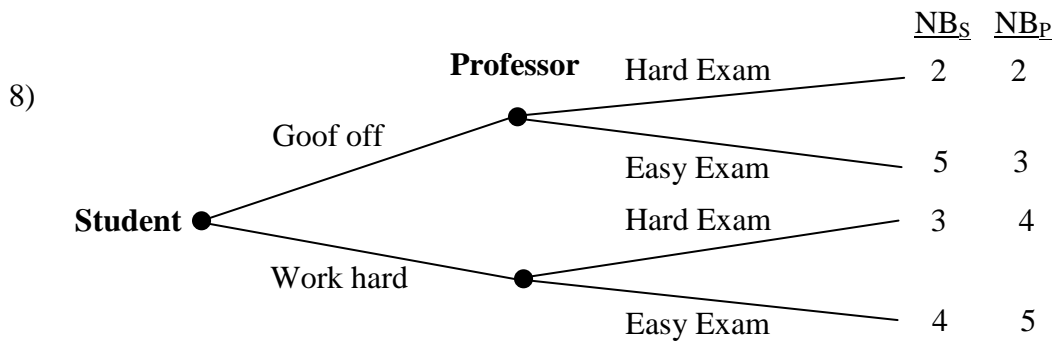 NBS NBP
Professor Hard Exam 2 2
8)
Goof off
Easy Exam 5 3
Student Hard Exam 3 4
Work hard
Easy Exam 4 5